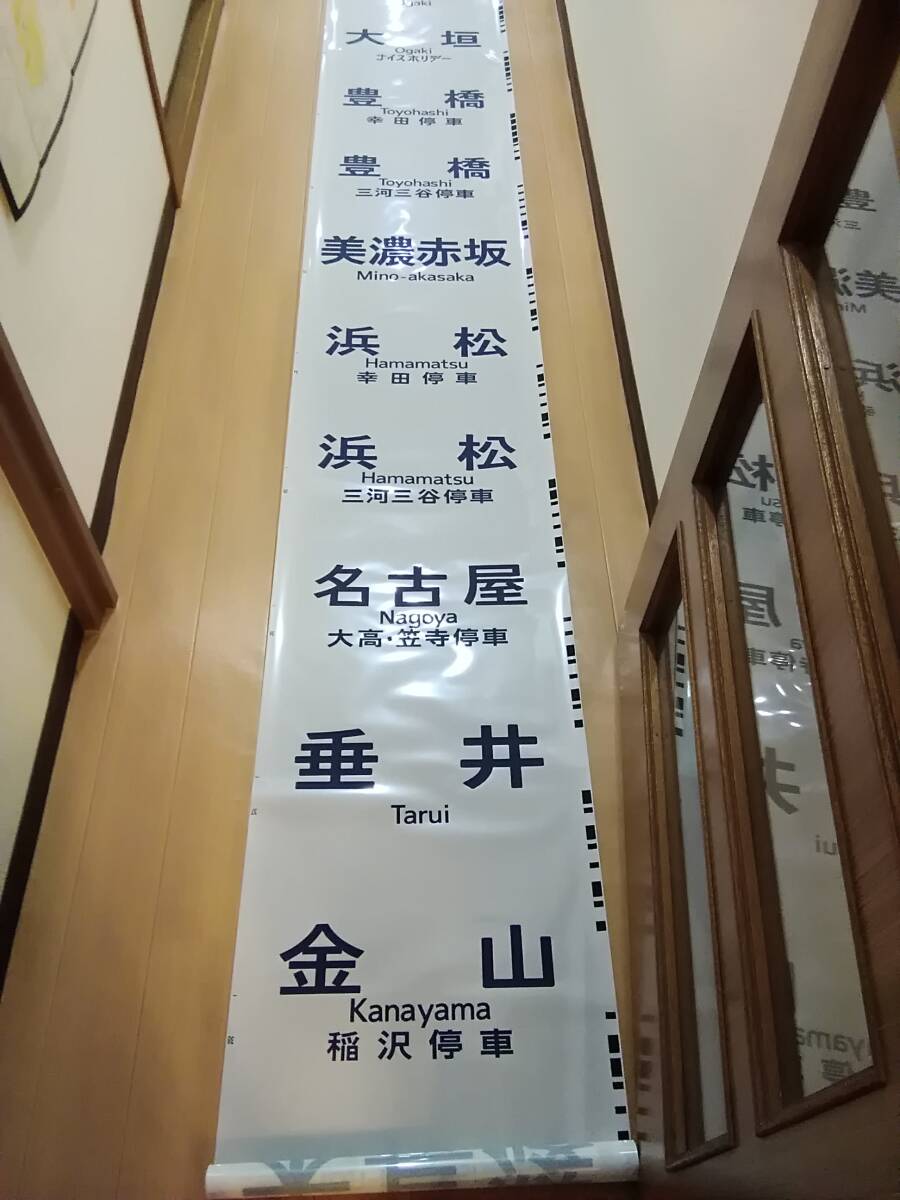 大垣
Ogaki
ナイスホリデー
豊橋
Toyohashi
幸田停車
豊橋
Toyohashi
三河三谷停車
美濃赤坂
Mino-akasaka
浜松
Hamamatsu
幸田停車
浜松
Hamamatsu
三河三谷停車
名古屋
Nagoya
大高・笠寺停車
垂井
Tarui
金山
Kanayama
稲沢停車